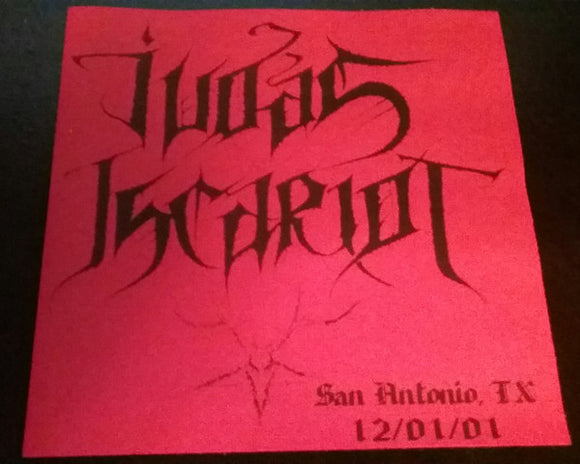 Judas
Iscariot
San Antonio, TX
12/01/01